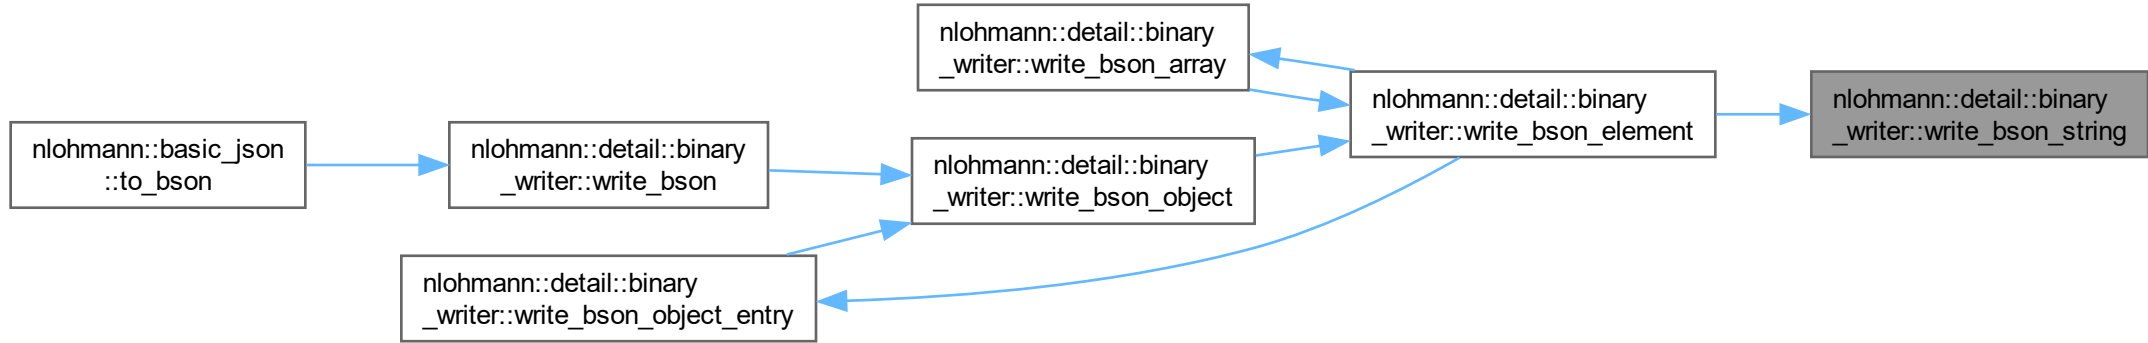 nlohmann::detail::binary
_writer::write_bson_array
nlohmann::detail::binary
_writer::write_bson_element
nlohmann::detail::binary
_writer::write_bson_string
nlohmann::basic_json
::to_bson
nlohmann::detail::binary
_writer::write_bson
nlohmann::detail::binary
_writer::write_bson_object
nlohmann::detail::binary
_writer::write_bson_object_entry